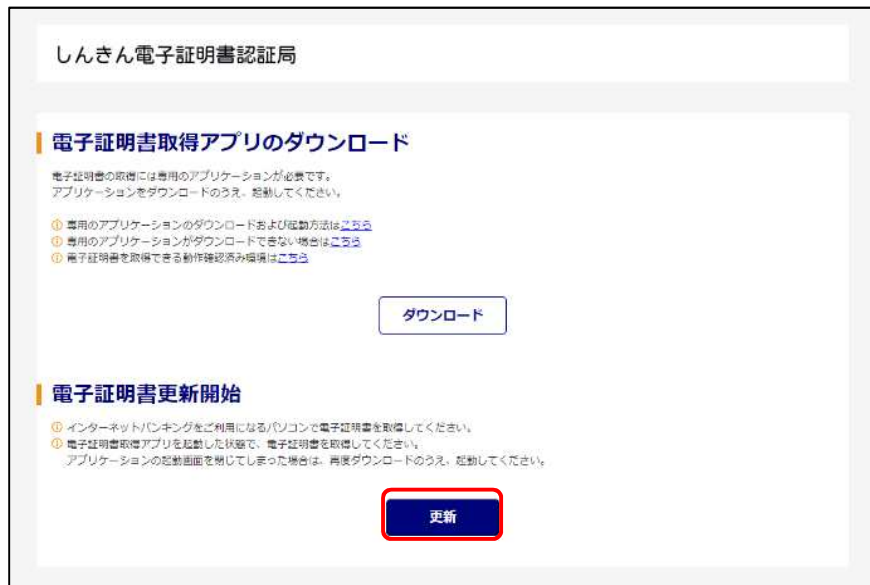 しんきん電子証明書認証局
電子証明書取得アプリのダウンロード
電子証明書の取得には専用のアプリケーションが必要です。
アプリケーションをダウンロードのうえ、起動してください。
専用のアプリケーションのダウンロードおよび起動方法はこちら
専用のアプリケーションがダウンロードできない場合はこちら
電子証明書を取得できる動作確認済み環境はこちら
ダウンロード
電子証明書更新開始
インターネットバンキングをご利用になるパソコンで電子証明書を取得してください。
電子証明書取得アプリを起動した状態で、電子証明書を取得してください。
アプリケーションの起動画面を閉じてしまった場合は、再度ダウンロードのうえ、起動してください。
更新